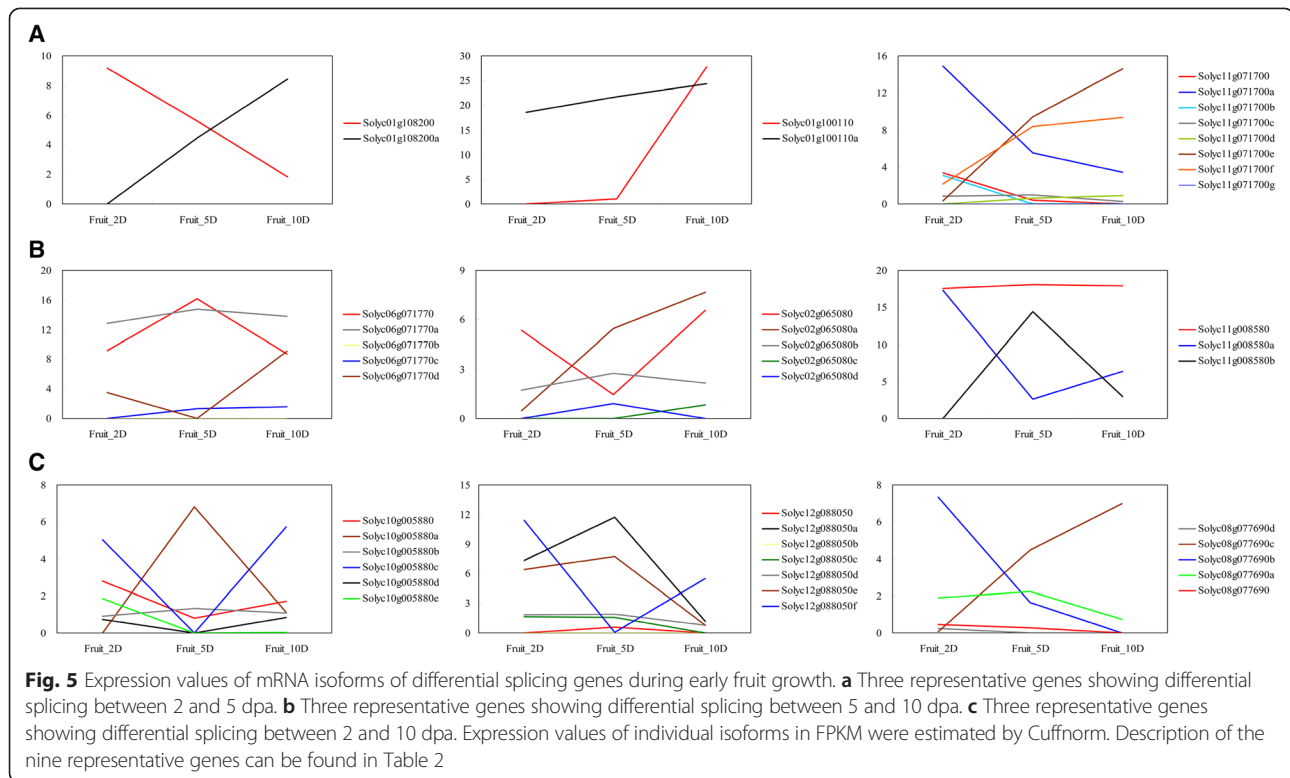 A
10
8
6
4
2
0
Fruit_2D Fruit_5D Fruit_10D
Solyc01g108200
Solyc01g108200a
30
25
20
15
10
5
0
Fruit_2D Fruit_5D Fruit_10D
Solyc01g100110
Solyc01g100110a
16
12
8
4
0
Fruit_2D Fruit_5D Fruit_10D
Solyc11g071700
Solyc11g071700a
Solyc11g071700b
Solyc11g071700c
Solyc11g071700d
Solyc11g071700e
Solyc11g071700f
Solyc11g071700g
B
20
16
12
8
4
0
Fruit_2D Fruit_5D Fruit_10D
Solyc06g071770
Solyc06g071770a
Solyc06g071770b
Solyc06g071770c
Solyc06g071770d
9
6
3
0
Fruit_2D Fruit_5D Fruit_10D
Solyc02g065080
Solyc02g065080a
Solyc02g065080b
Solyc02g065080c
Solyc02g065080d
20
15
10
5
0
Fruit_2D Fruit_5D Fruit_10D
Solyc11g008580
Solyc11g008580a
Solyc11g008580b
C
8
6
4
2
0
Fruit_2D Fruit_5D Fruit_10D
Solyc10g005880
Solyc10g005880a
Solyc10g005880b
Solyc10g005880c
Solyc10g005880d
Solyc10g005880e
15
12
9
6
3
0
Fruit_2D Fruit_5D Fruit_10D
Solyc12g088050
Solyc12g088050a
Solyc12g088050b
Solyc12g088050c
Solyc12g088050d
Solyc12g088050e
Solyc12g088050f
8
6
4
2
0
Fruit_2D Fruit_5D Fruit_10D
Solyc08g077690d
Solyc08g077690c
Solyc08g077690b
Solyc08g077690a
Solyc08g077690
Fig. 5 Expression values of mRNA isoforms of differential splicing genes during early fruit growth. a Three representative genes showing differential
splicing between 2 and 5 dpa. b Three representative genes showing differential splicing between 5 and 10 dpa. c Three representative genes
showing differential splicing between 2 and 10 dpa. Expression values of individual isoforms in FPKM were estimated by Cuffnorm. Description of the
nine representative genes can be found in Table 2